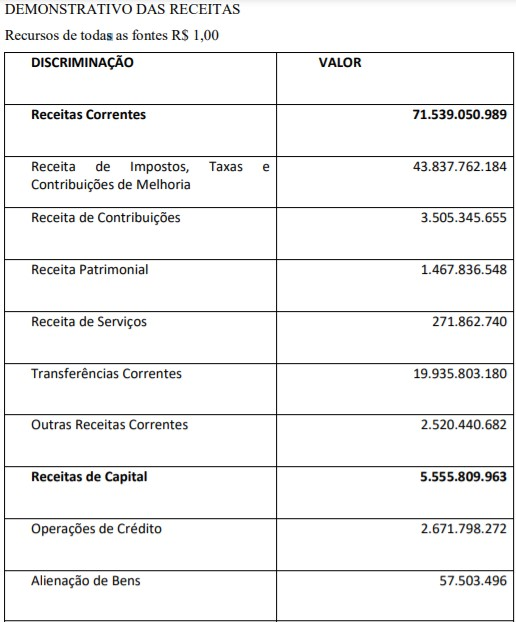 DEMONSTRATIVO DAS RECEITAS
Recursos de todas as fontes R$ 1,00
DISCRIMINAÇÃO VALOR
Receitas Correntes 71.539.050.989
Receita de Impostos, Taxas e
Contribuições de Melhoria 43.837.762.184
Receita de Contribuições 3.505.345.655
Receita Patrimonial 1.467.836.548
Receita de Serviços 271.862.740
Transferências Correntes 19.935.803.180
Outras Receitas Correntes 2.520.440.682
Receitas de Capital 5.555.809.963
Operações de Crédito 2.671.798.272
Alienação de Bens 57.503.496